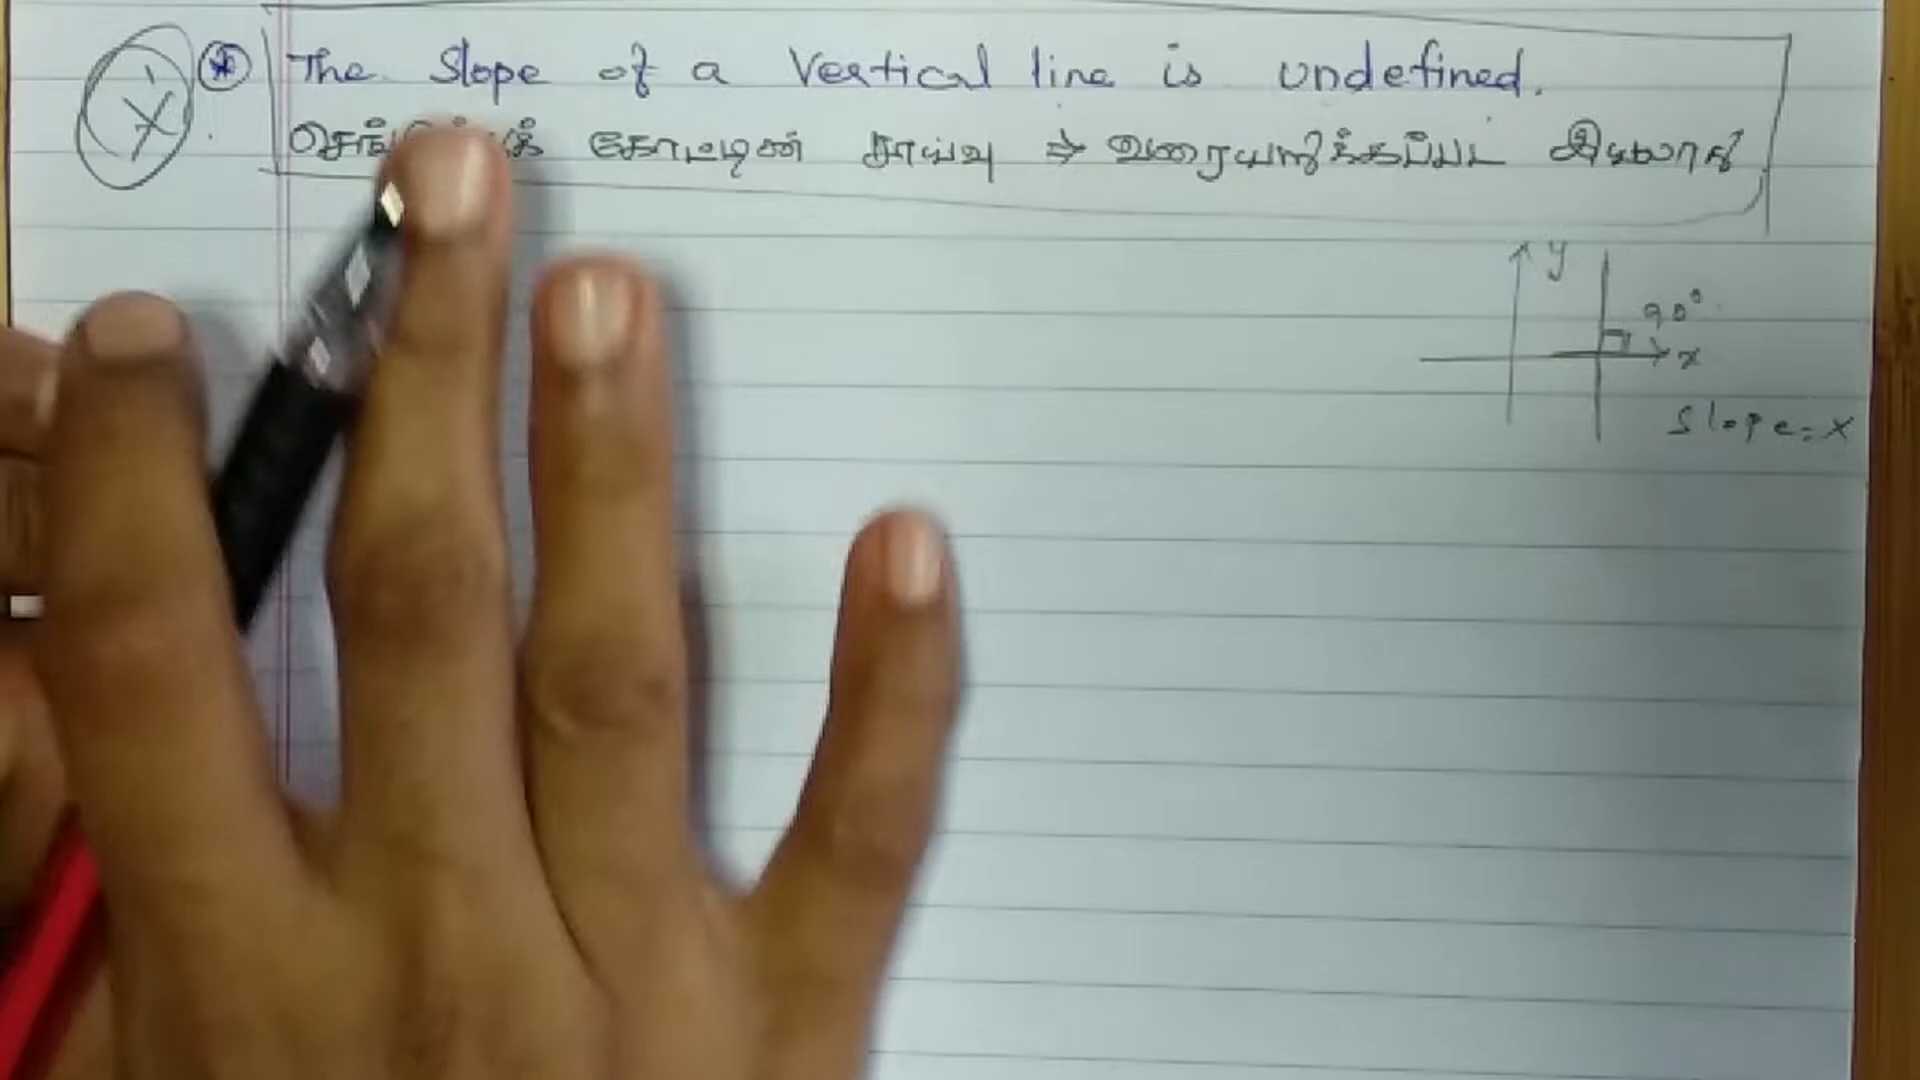 The Slope of a Vertical line is undefined.
கோட்டின் சாய்வு ⇒ வரையறுக்கப்பட இயலாது
y
90°
x
Slope = x